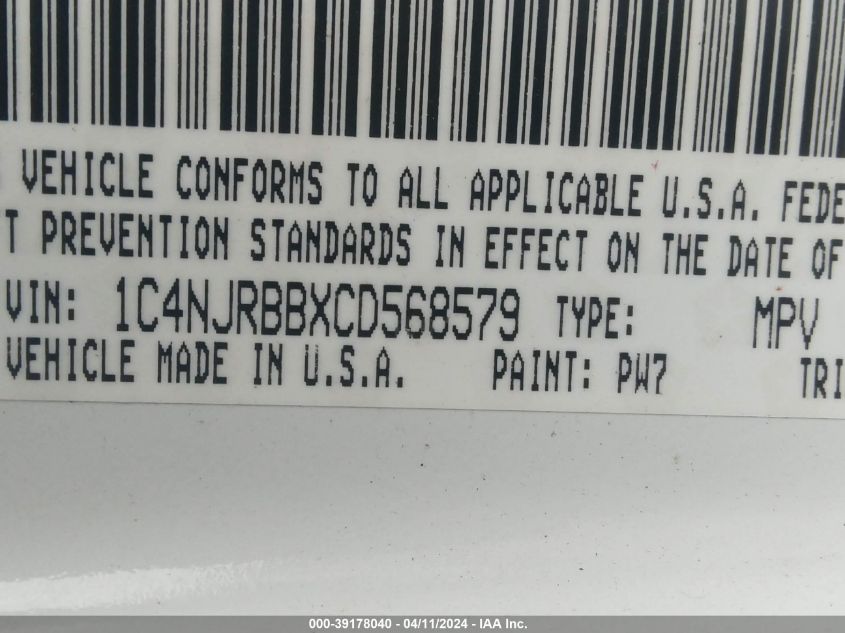 VEHICLE CONFORMS TO ALL APPLICABLE U.S.A. FEDE
T PREVENTION STANDARDS IN EFFECT ON THE DATE OF
VIN: 1C4NJRBBXCD568579 TYPE: MPV
VEHICLE MADE IN U.S.A. PAINT: PW7 TRI
000-39178040 - 04/11/2024 - IAA Inc.